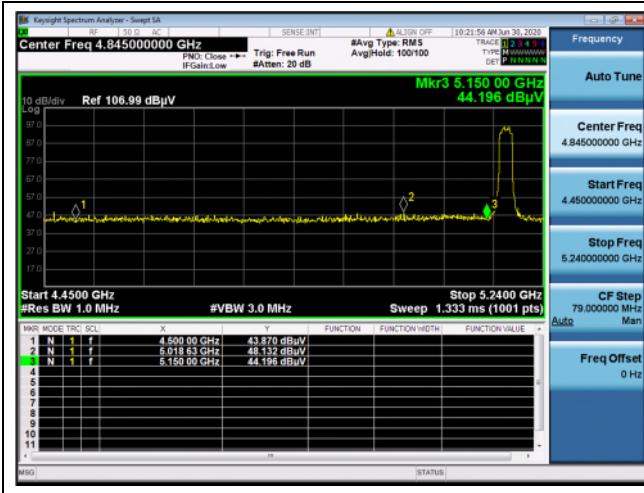 Keysight Spectrum Analyzer - Swept SA
RF 50 Ω AC SENSE:INT ALIGN OFF 10:21:56 AM Jun 30, 2020
Center Freq 4.845000000 GHz #Avg Type: RMS TRACE 1 2 3 4 5 6
PNO: Close Trig: Free Run Avg|Hold: 100/100 TYPE M WWWWW
IFGain:Low #Atten: 20 dB DET P N N N N N
Mkr3 5.150 00 GHz
10 dB/div Ref 106.99 dBµV 44.196 dBµV
Log
97.0
87.0
77.0
67.0
57.0
47.0
37.0
27.0
17.0
1
2
3
Start 4.4500 GHz Stop 5.2400 GHz
#Res BW 1.0 MHz #VBW 3.0 MHz Sweep 1.333 ms (1001 pts)
MKR MODE TRC SCL X Y FUNCTION FUNCTION WIDTH FUNCTION VALUE
1 N 1 f 4.500 00 GHz 43.870 dBuV
2 N 1 f 5.018 63 GHz 48.132 dBuV
3 N 1 f 5.150 00 GHz 44.196 dBuV
4
5
6
7
8
9
10
11
MSG STATUS
Frequency
Auto Tune
Center Freq
4.845000000 GHz
Start Freq
4.450000000 GHz
Stop Freq
5.240000000 GHz
CF Step
79.000000 MHz
Auto Man
Freq Offset
0 Hz